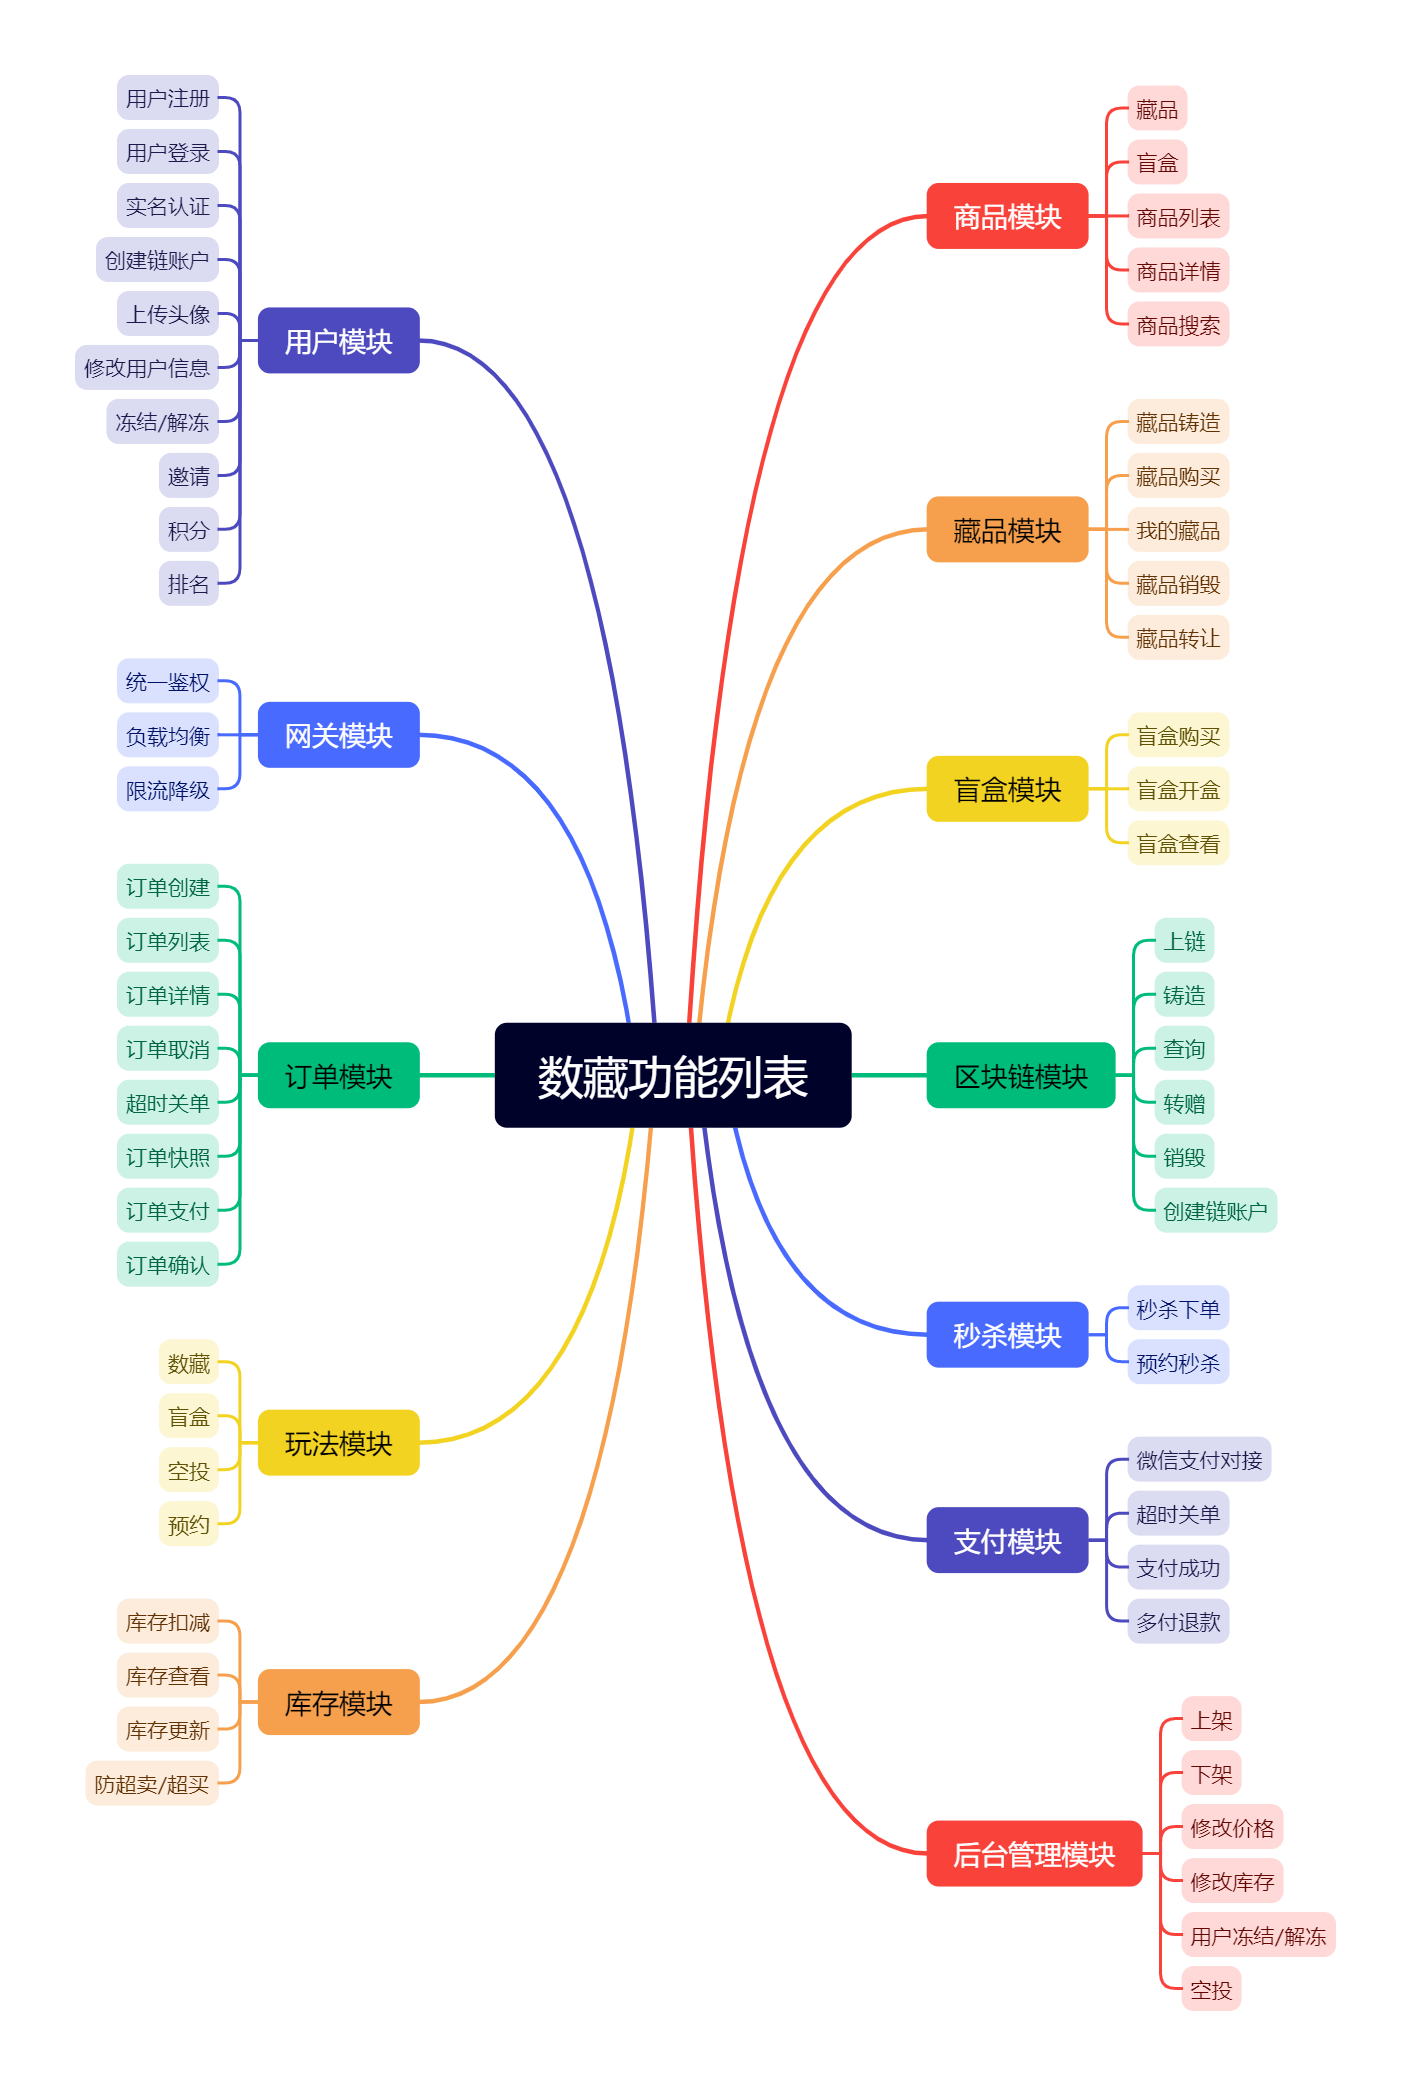 数藏功能列表
商品模块
藏品
盲盒
商品列表
商品详情
商品搜索
藏品模块
藏品铸造
藏品购买
我的藏品
藏品销毁
藏品转让
盲盒模块
盲盒购买
盲盒开盒
盲盒查看
区块链模块
上链
铸造
查询
转赠
销毁
创建链账户
秒杀模块
秒杀下单
预约秒杀
支付模块
微信支付对接
超时关单
支付成功
多付退款
后台管理模块
上架
下架
修改价格
修改库存
用户冻结/解冻
空投
用户模块
用户注册
用户登录
实名认证
创建链账户
上传头像
修改用户信息
冻结/解冻
邀请
积分
排名
网关模块
统一鉴权
负载均衡
限流降级
订单模块
订单创建
订单列表
订单详情
订单取消
超时关单
订单快照
订单支付
订单确认
玩法模块
数藏
盲盒
空投
预约
库存模块
库存扣减
库存查看
库存更新
防超卖/超买